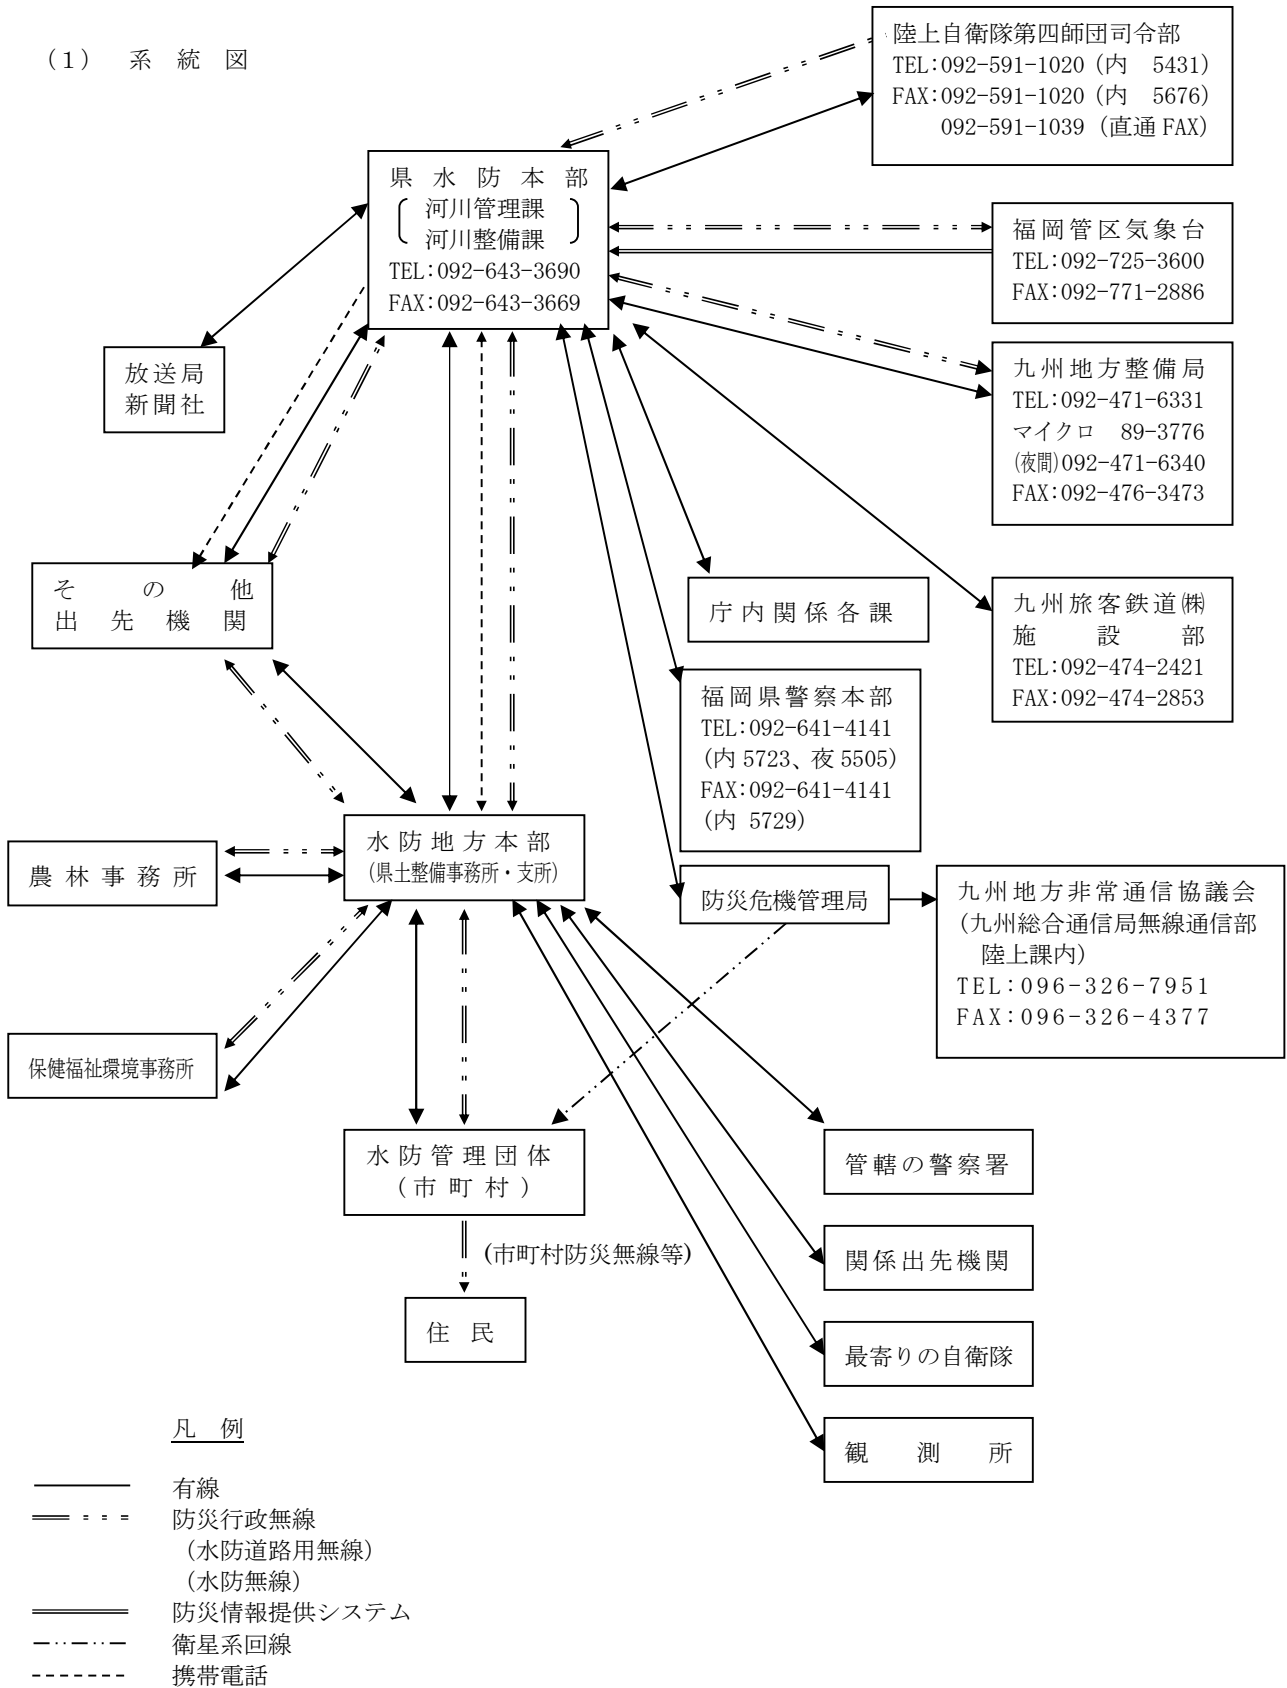 (1) 系統図
陸上自衛隊第四師団司令部
TEL:092-591-1020(内 5431)
FAX:092-591-1020(内 5676)
092-591-1039(直通FAX)
県水防本部
河川管理課
河川整備課
TEL:092-643-3690
FAX:092-643-3669
福岡管区気象台
TEL:092-725-3600
FAX:092-771-2886
放送局
新聞社
九州地方整備局
TEL:092-471-6331
マイクロ 89-3776
(夜間)092-471-6340
FAX:092-476-3473
その他
出先機関
庁内関係各課
九州旅客鉄道㈱
施設部
TEL:092-474-2421
FAX:092-474-2853
福岡県警察本部
TEL:092-641-4141
(内5723、夜5505)
FAX:092-641-4141
(内 5729)
水防地方本部
(県土整備事務所・支所)
農林事務所
防災危機管理局
九州地方非常通信協議会
(九州総合通信局無線通信部
陸上課内)
TEL:096-326-7951
FAX:096-326-4377
保健福祉環境事務所
水防管理団体
(市町村)
管轄の警察署
(市町村防災無線等)
関係出先機関
住民
最寄りの自衛隊
観測所
凡例
有線
防災行政無線
(水防道路用無線)
(水防無線)
防災情報提供システム
衛星系回線
携帯電話